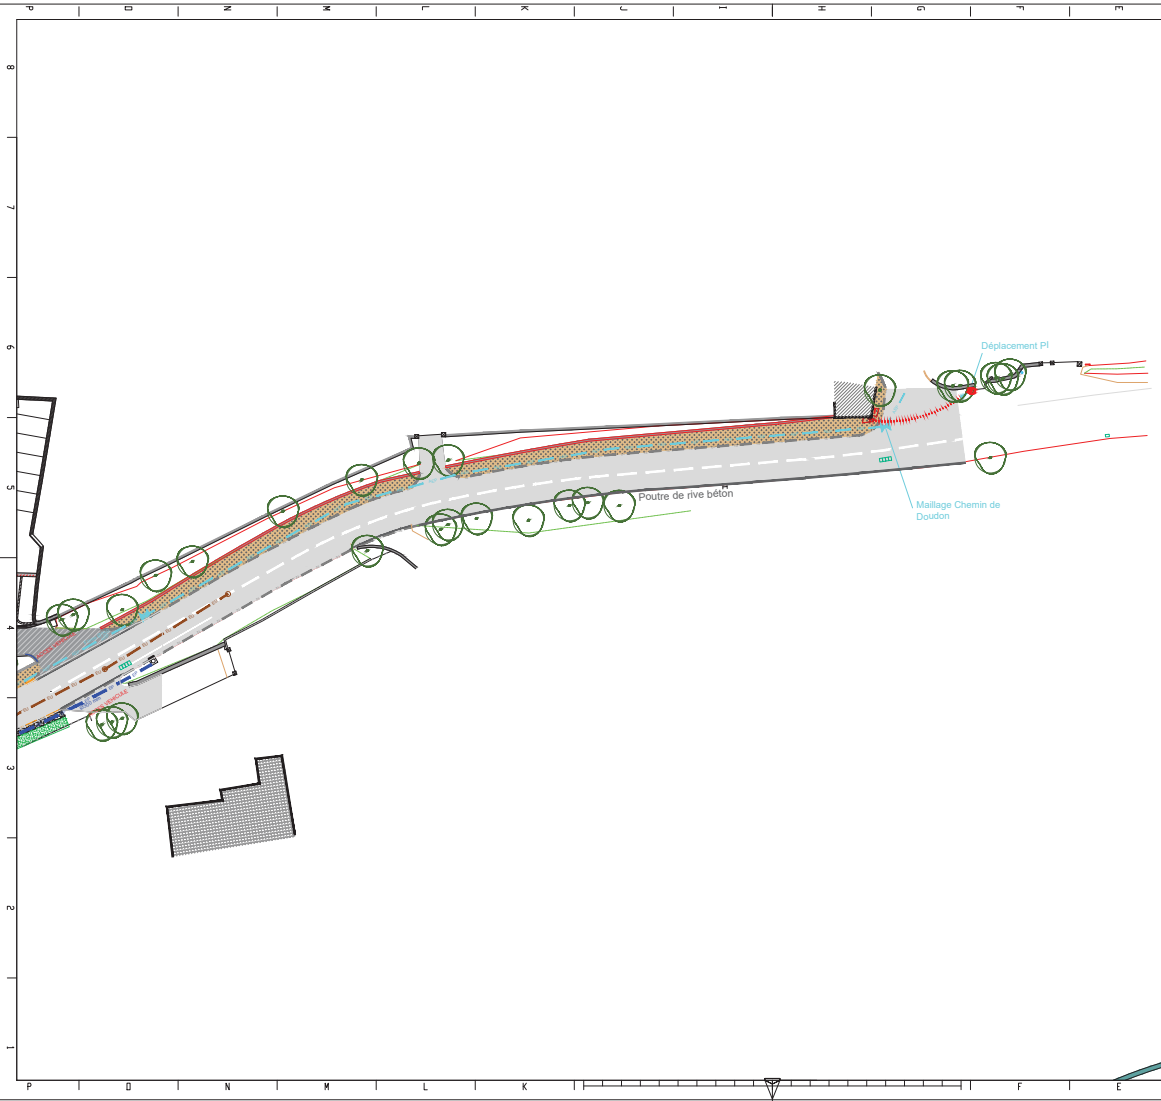 P O N M L K J I H G F E
8
7
6
Déplacement PI
5
Poutre de rive béton
Maillage Chemin de
Doudon
4
3
2
1
P O N M L K F E